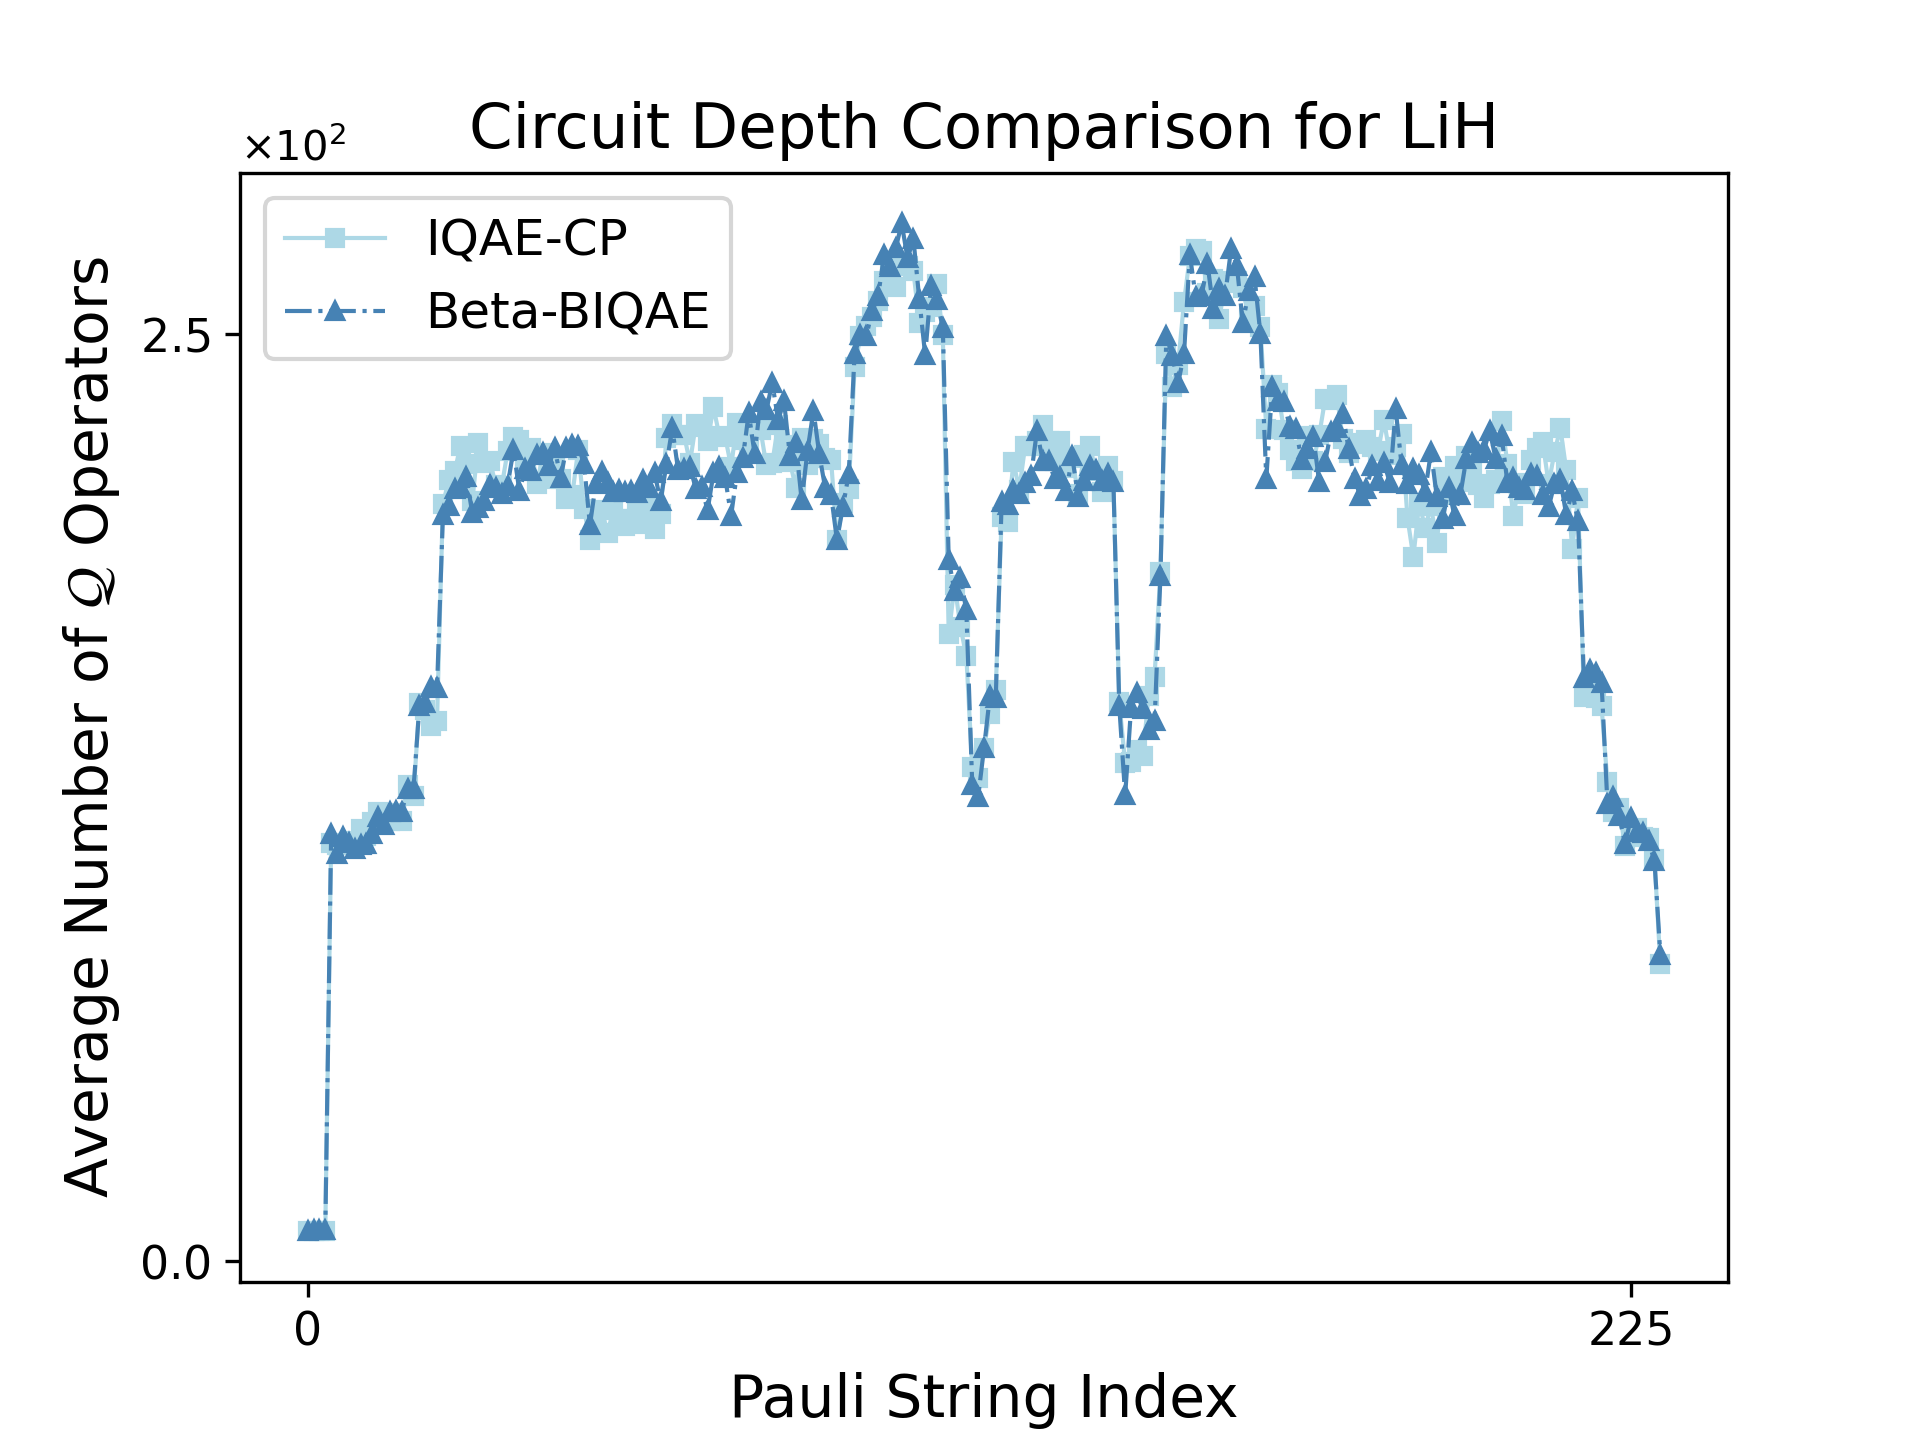 Circuit Depth Comparison for LiH
×10²
IQAE-CP
Beta-BIQAE
Average Number of 𝒬 Operators
2.5
0.0
0
225
Pauli String Index